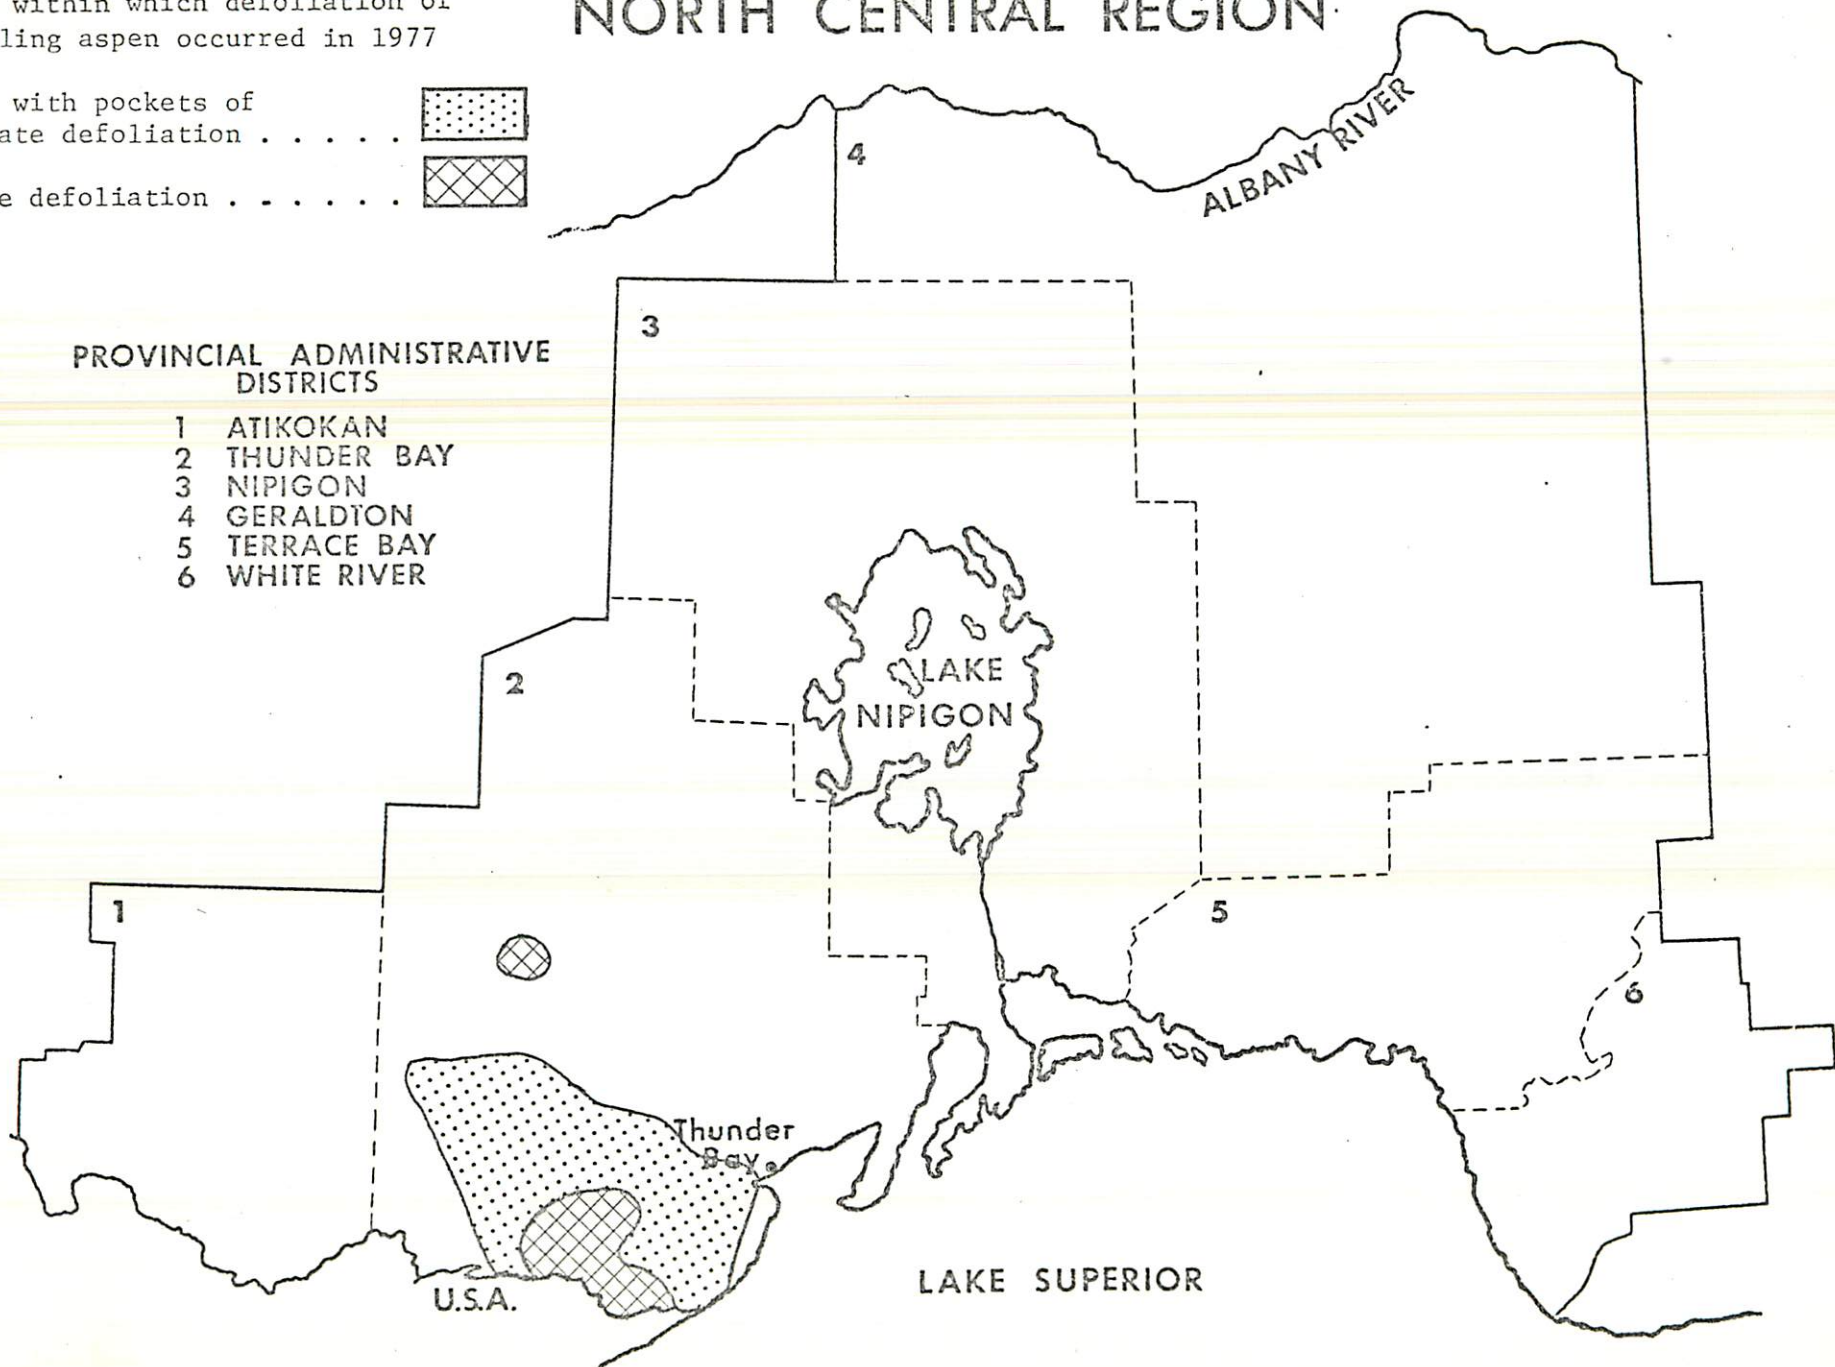 within which defoliation of
ling aspen occurred in 1977
with pockets of
ate defoliation . . . . .
e defoliation . . . . . .
NORTH CENTRAL REGION
ALBANY RIVER
4
3
PROVINCIAL ADMINISTRATIVE
DISTRICTS
1 ATIKOKAN
2 THUNDER BAY
3 NIPIGON
4 GERALDTON
5 TERRACE BAY
6 WHITE RIVER
2
LAKE
NIPIGON
1
5
6
Thunder
Bay
LAKE SUPERIOR
U.S.A.